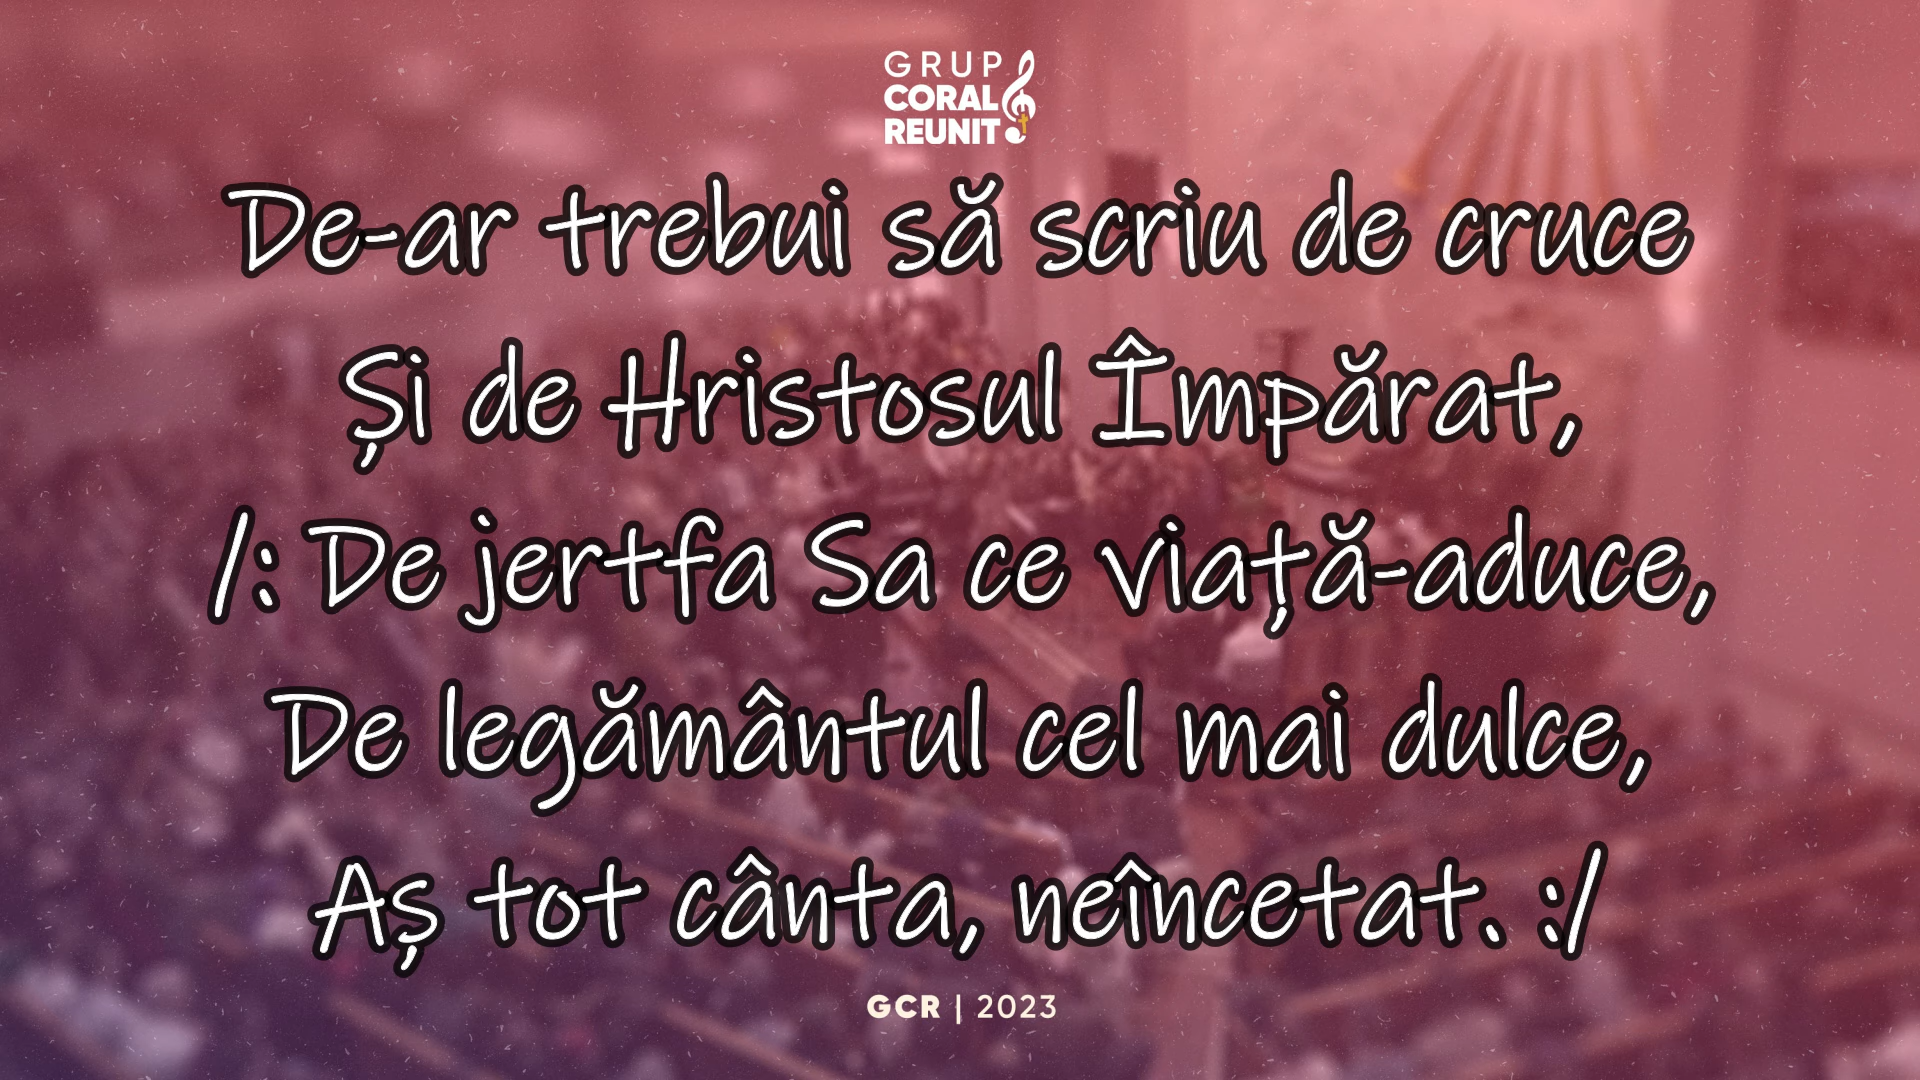 GRUP
CORAL
REUNIT
De-ar trebui să scriu de cruce
Și de Hristosul Împărat,
/: De jertfa Sa ce viață-aduce,
De legământul cel mai dulce,
Aș tot cânta, neîncetat. :/
GCR | 2023